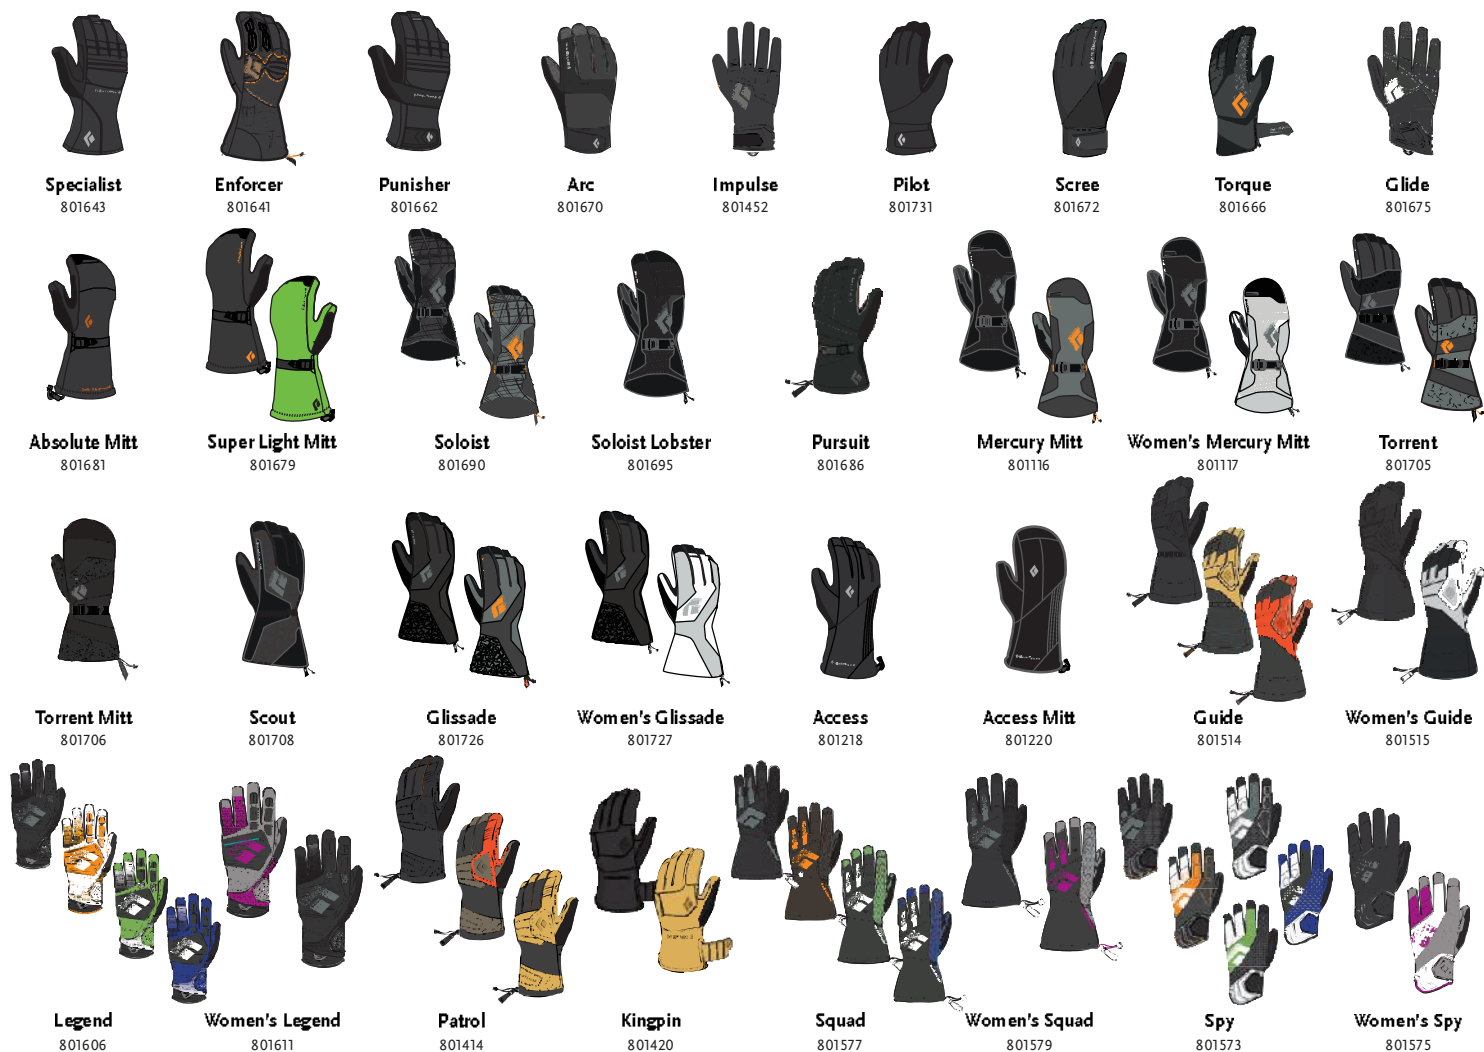 Specialist Enforcer Punisher Arc Impulse Pilot Scree Torque Glide
801643 801641 801662 801670 801452 801731 801672 801666 801675
Absolute Mitt Super Light Mitt Soloist Soloist Lobster Pursuit Mercury Mitt Women's Mercury Mitt Torrent
801681 801679 801690 801695 801686 801116 801117 801705
Torrent Mitt Scout Glissade Women's Glissade Access Access Mitt Guide Women's Guide
801706 801708 801726 801727 801218 801220 801514 801515
Legend Women's Legend Patrol Kingpin Squad Women's Squad Spy Women's Spy
801606 801611 801414 801420 801577 801579 801573 801575